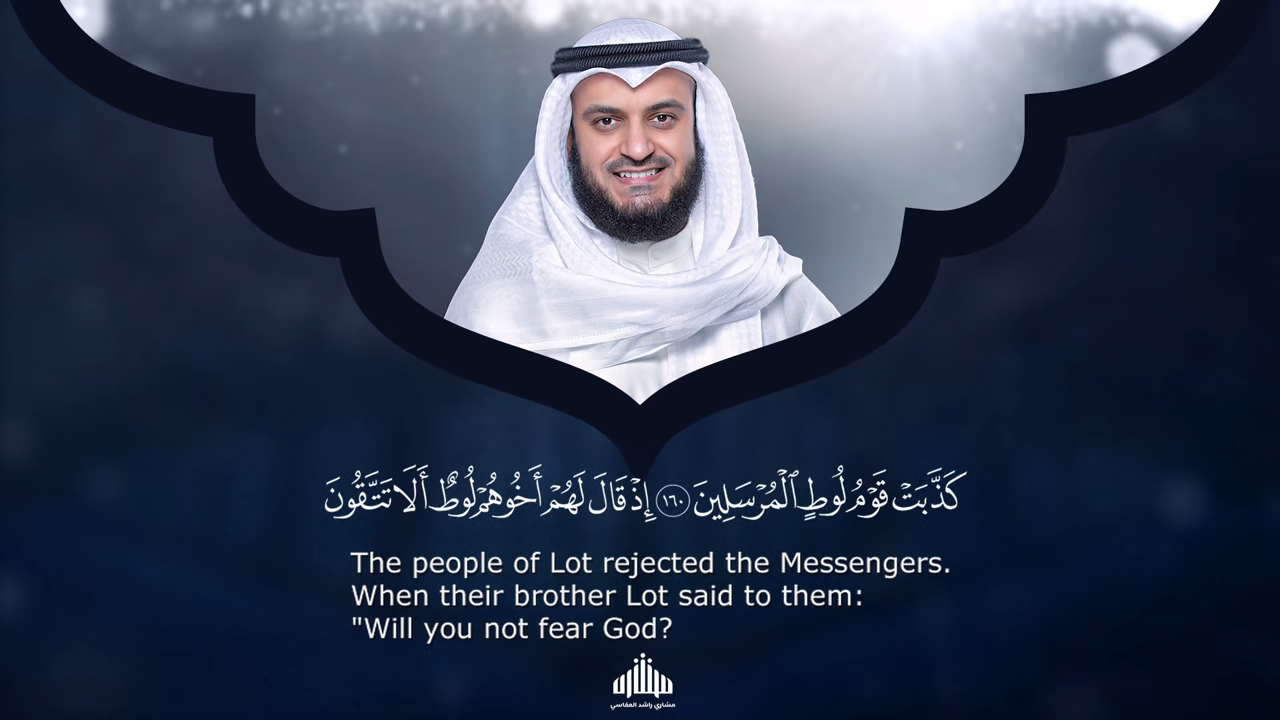 كَذَّبَتْ قَوْمُ لُوطٍ ٱلْمُرْسَلِينَ ١٦٠ إِذْ قَالَ لَهُمْ أَخُوهُمْ لُوطٌ أَلَا تَتَّقُونَ
The people of Lot rejected the Messengers.
When their brother Lot said to them:
"Will you not fear God?
مشاري راشد العفاسي